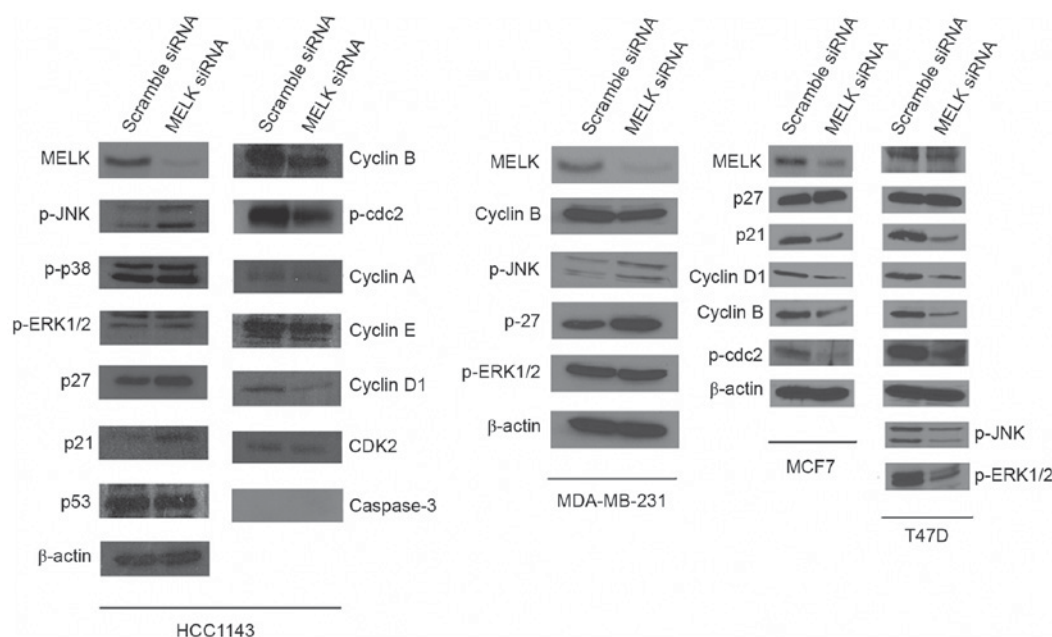 Scramble siRNA
MELK siRNA
Scramble siRNA
MELK siRNA
MELK
p-JNK
p-p38
p-ERK1/2
p27
p21
p53
β-actin
Cyclin B
p-cdc2
Cyclin A
Cyclin E
Cyclin D1
CDK2
Caspase-3
HCC1143
Scramble siRNA
MELK siRNA
MELK
Cyclin B
p-JNK
p-27
p-ERK1/2
β-actin
MDA-MB-231
Scramble siRNA
MELK siRNA
Scramble siRNA
MELK siRNA
MELK
p27
p21
Cyclin D1
Cyclin B
p-cdc2
β-actin
MCF7
p-JNK
p-ERK1/2
T47D